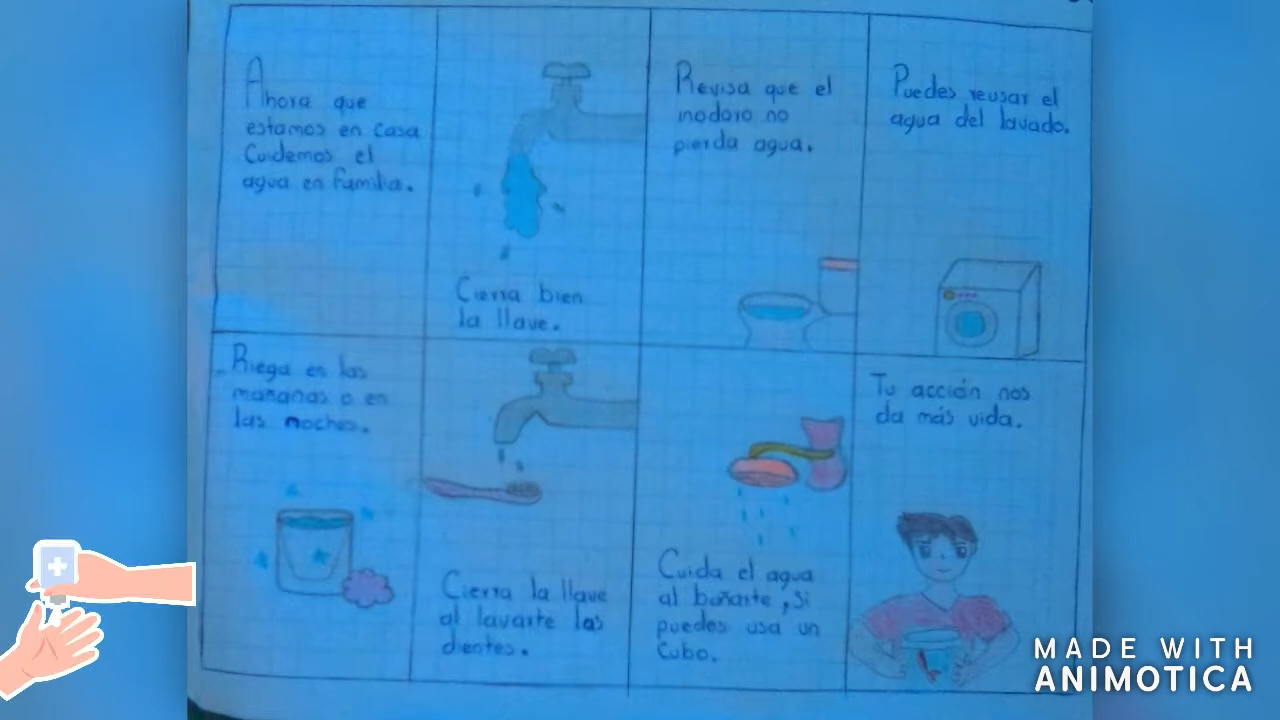 Ahora que
estamos en casa
Cuidemos el
agua en familia.
Cierra bien
la llave.
Revisa que el
inodoro no
pierda agua.
Puedes reusar el
agua del lavado.
Riega en las
mañanas o en
las noches.
Cierra la llave
al lavarte las
dientes.
Cuida el agua
al bañarte, si
puedes usa un
Cubo.
Tu acción nos
da más vida.
MADE WITH
ANIMOTICA